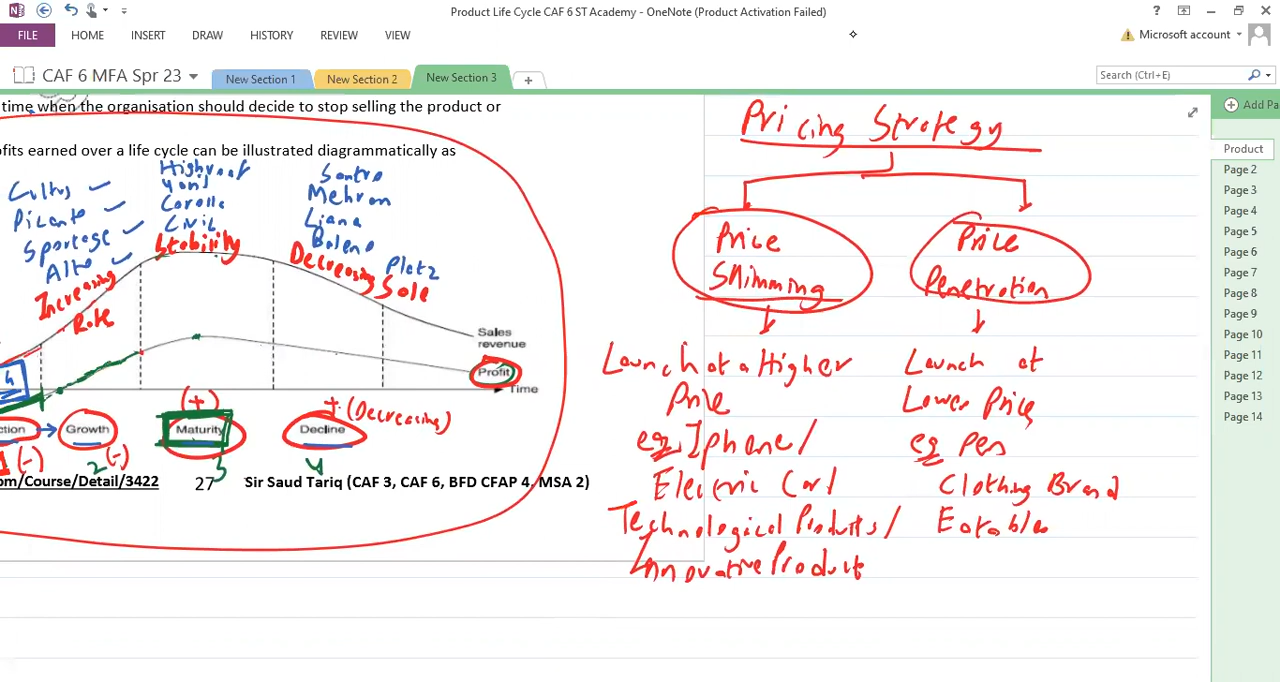 Product Life Cycle CAF 6 ST Academy - OneNote (Product Activation Failed)
FILE HOME INSERT DRAW HISTORY REVIEW VIEW
Microsoft account
CAF 6 MFA Spr 23
New Section 1 New Section 2 New Section 3
Search (Ctrl+E)
time when the organisation should decide to stop selling the product or
ofits earned over a life cycle can be illustrated diagrammatically as
Cultus
Picanto
Sportage
Alto
Increasing
Rate
Highroof
Corolla
Civic
Stability
Santro
Mehran
Liana
Baleno
Decreasing
Platz
Sale
Sales
revenue
Profit
Time
ction
Growth
Maturity
Decline
(-)
2 (-)
(+)
3
+ (Decreasing)
4
om/Course/Detail/3422 27 Sir Saud Tariq (CAF 3, CAF 6, BFD CFAP 4, MSA 2)
Pricing Strategy
Price
Skimming
Launch at a Higher
Price
eg Iphone/
Electric Car/
Technological Products/
Innovative Product
Price
Penetration
Launch at
Lower Price
eg Pen
Clothing Brand
Eatables
Add Pa
Product
Page 2
Page 3
Page 4
Page 5
Page 6
Page 7
Page 8
Page 9
Page 10
Page 11
Page 12
Page 13
Page 14